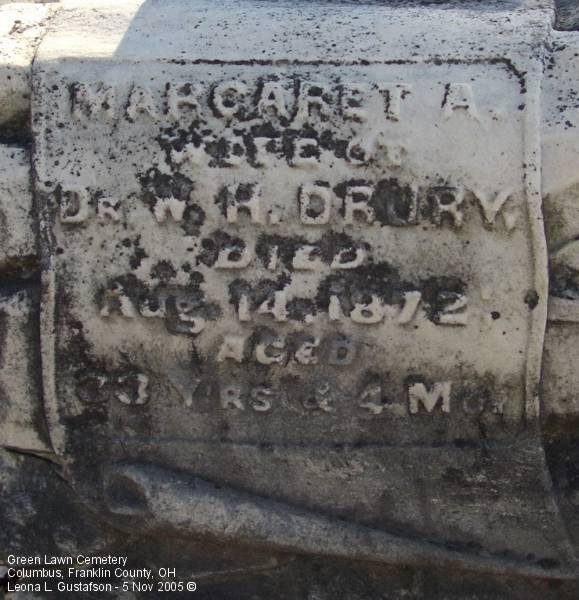 MARGARET A.
WIFE OF
DR. W. H. DRURY,
DIED
Aug. 14, 1872.
AGED
YRS & 4 Mo.
Green Lawn Cemetery
Columbus, Franklin County, OH
Leona L. Gustafson - 5 Nov 2005 ©